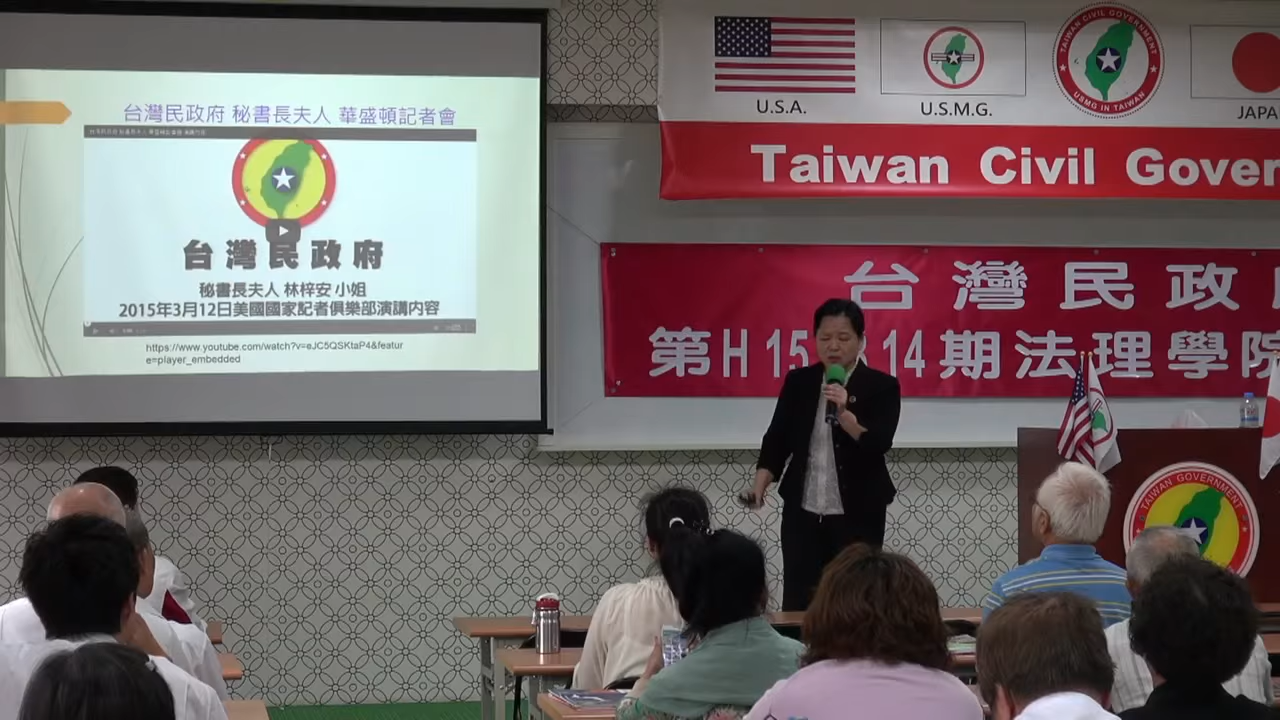 台灣民政府 秘書長夫人 華盛頓記者會
台灣民政府
秘書長夫人 林梓安 小姐
2015年3月12日美國國家記者俱樂部演講內容
https://www.youtube.com/watch?v=eJC5QSKtaP4&featur
e=player_embedded
U.S.A.
U.S.M.G.
TAIWAN CIVIL GOVERNMENT
USMG IN TAIWAN
JAPA
Taiwan Civil Gover
台灣民政
第H 15 14期法理學院
TAIWAN GOVERNMENT